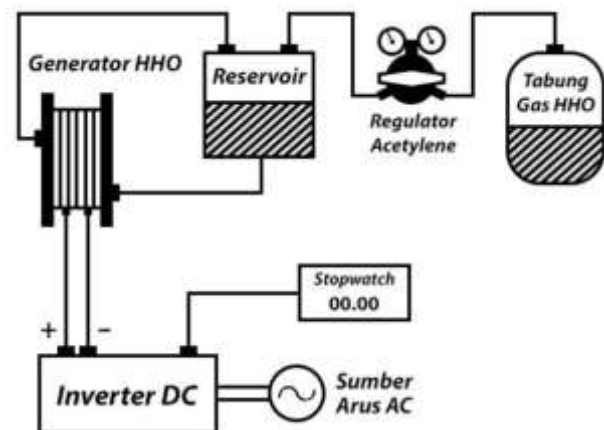 Generator HHO
Reservoir
Tabung
Gas HHO
Regulator
Acetylene
Stopwatch
00.00
+
−
Inverter DC
Sumber
Arus AC